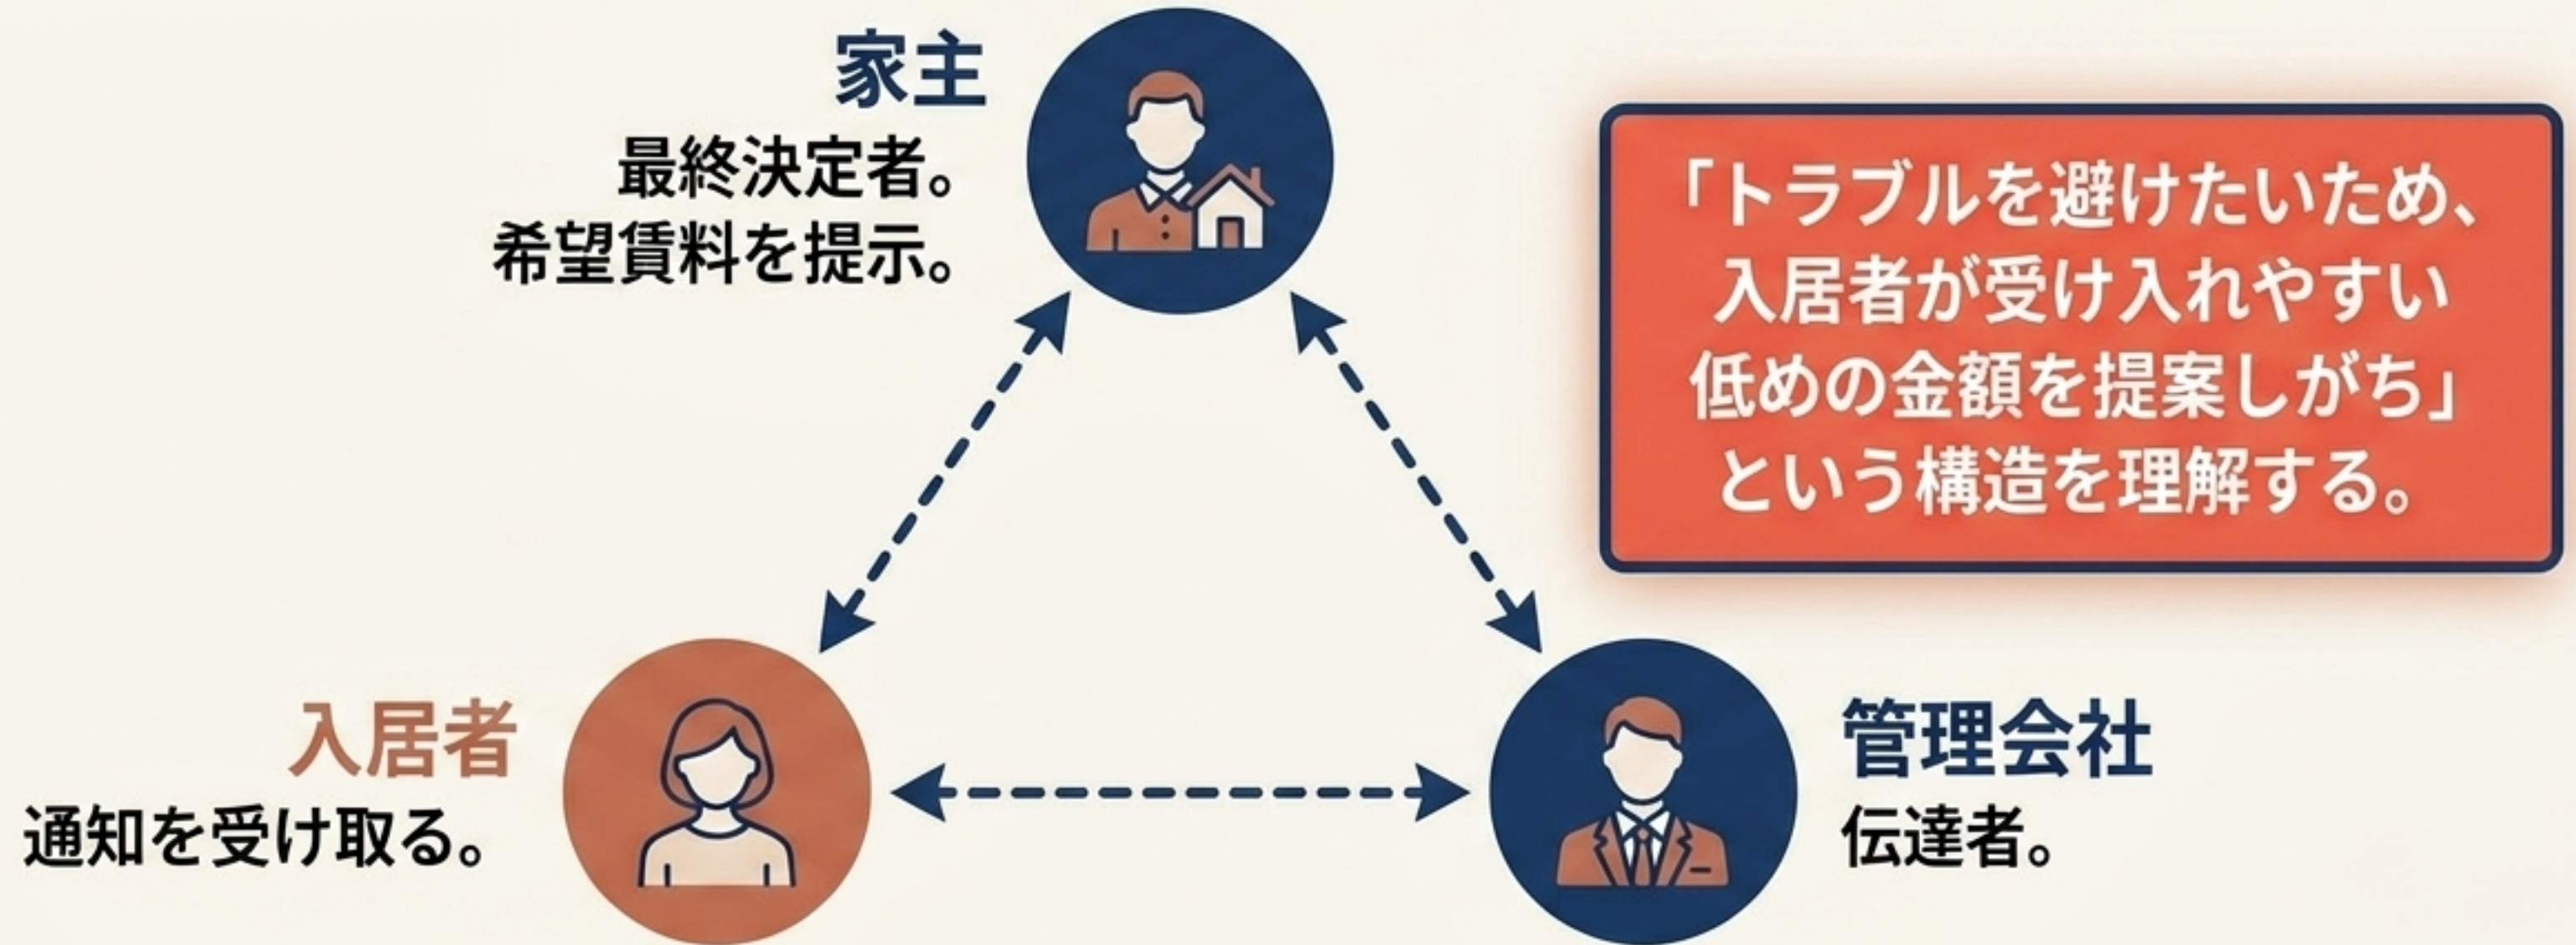 家主
最終決定者。
希望賃料を提示。
「トラブルを避けたいため、
入居者が受け入れやすい
低めの金額を提案しがち」
という構造を理解する。
入居者
通知を受け取る。
管理会社
伝達者。